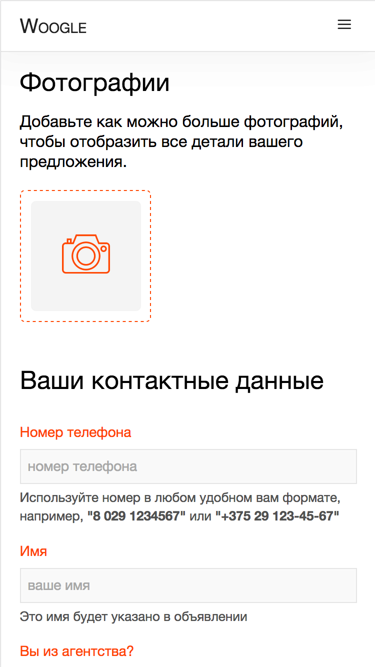 Woogle
Фотографии
Добавьте как можно больше фотографий,
чтобы отобразить все детали вашего
предложения.
Ваши контактные данные
Номер телефона
номер телефона
Используйте номер в любом удобном вам формате,
например, "8 029 1234567" или "+375 29 123-45-67"
Имя
ваше имя
Это имя будет указано в объявлении
Вы из агентства?